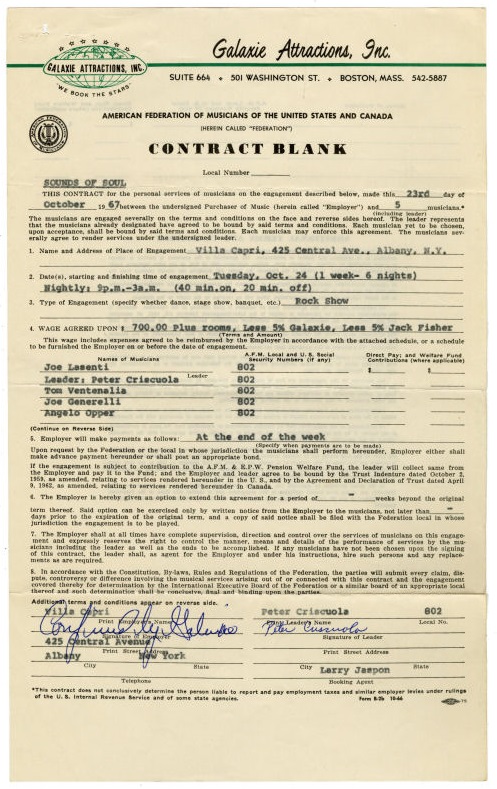 Galaxie Attractions, Inc.
GALAXIE ATTRACTIONS, INC.
"WE BOOK THE STARS"
SUITE 664 • 501 WASHINGTON ST. • BOSTON, MASS. 542-5887
AMERICAN FEDERATION OF MUSICIANS OF THE UNITED STATES AND CANADA
(HEREIN CALLED "FEDERATION")
CONTRACT BLANK
Local Number
SOUNDS OF SOUL
THIS CONTRACT for the personal services of musicians on the engagement described below, made this 23rd day of
October 1967 between the undersigned Purchaser of Music (herein called "Employer") and 5 musicians.*
(including leader)
The musicians are engaged severally on the terms and conditions on the face and reverse sides hereof. The leader represents
that the musicians already designated have agreed to be bound by said terms and conditions. Each musician yet to be chosen,
upon acceptance, shall be bound by said terms and conditions. Each musician may enforce this agreement. The musicians sev-
erally agree to render services under the undersigned leader.
1. Name and Address of Place of Engagement Villa Capri, 425 Central Ave., Albany, N.Y.
2. Date(s), starting and finishing time of engagement Tuesday, Oct. 24 (1 week- 6 nights)
Nightly: 9p.m.-3a.m. (40 min.on, 20 min. off)
3. Type of Engagement (specify whether dance, stage show, banquet, etc.) Rock Show
4. WAGE AGREED UPON $ 700.00 Plus rooms, Less 5% Galaxie, Less 5% Jack Fisher
(Terms and Amount)
This wage includes expenses agreed to be reimbursed by the Employer in accordance with the attached schedule, or a schedule
to be furnished the Employer on or before the date of engagement.
Names of Musicians
A.F.M. Local and U.S. Social Security Numbers (if any)
Direct Pay; and Welfare Fund Contributions (where applicable)
Joe Lasenti 802 $ $
Leader: Peter Criscuola Leader 802
Tom Ventenalia 802
Joe Generelli 802
Angelo Opper 802
(Continue on Reverse Side)
5. Employer will make payments as follows: At the end of the week
(Specify when payments are to be made)
Upon request by the Federation or the local in whose jurisdiction the musicians shall perform hereunder, Employer either shall
make advance payment hereunder or shall post an appropriate bond.
If the engagement is subject to contribution to the A.F.M. & E.P.W. Pension Welfare Fund, the leader will collect same from
the Employer and pay it to the Fund; and the Employer and leader agree to be bound by the Trust Indenture dated October 2,
1959, as amended, relating to services rendered hereunder in the U.S., and by the Agreement and Declaration of Trust dated April
9, 1962, as amended, relating to services rendered hereunder in Canada.
6. The Employer is hereby given an option to extend this agreement for a period of - weeks beyond the original
term thereof. Said option can be exercised only by written notice from the Employer to the musicians, not later than -
days prior to the expiration of the original term, and a copy of said notice shall be filed with the Federation local in whose
jurisdiction the engagement is to be played.
7. The Employer shall at all times have complete supervision, direction and control over the services of musicians on this engage-
ment and expressly reserves the right to control the manner, means and details of the performance of services by the mu-
sicians including the leader as well as the ends to be accomplished. If any musicians have not been chosen upon the signing
of this contract, the leader shall, as agent for the Employer and under his instructions, hire such persons and any replace-
ments as are required.
8. In accordance with the Constitution, By-laws, Rules and Regulations of the Federation, the parties will submit every claim, dis-
pute, controversy or difference involving the musical services arising out of or connected with this contract and the engagement
covered thereby for determination by the International Executive Board of the Federation or a similar board of an appropriate local
thereof and such determination shall be conclusive, final and binding upon the parties.
Additional terms and conditions appear on reverse side.
Villa Capri Peter Criscuola 802
Print Employer's Name Print Leader's Name Local No.
Peter Criscuola
Signature of Employer Signature of Leader
425 Central Avenue
Print Street Address Print Street Address
Albany New York
City State City State
Larry Jaspon
Telephone Booking Agent
*This contract does not conclusively determine the person liable to report and pay employment taxes and similar employer levies under rulings
of the U. S. Internal Revenue Service and of some state agencies. Form B-2b 10-66